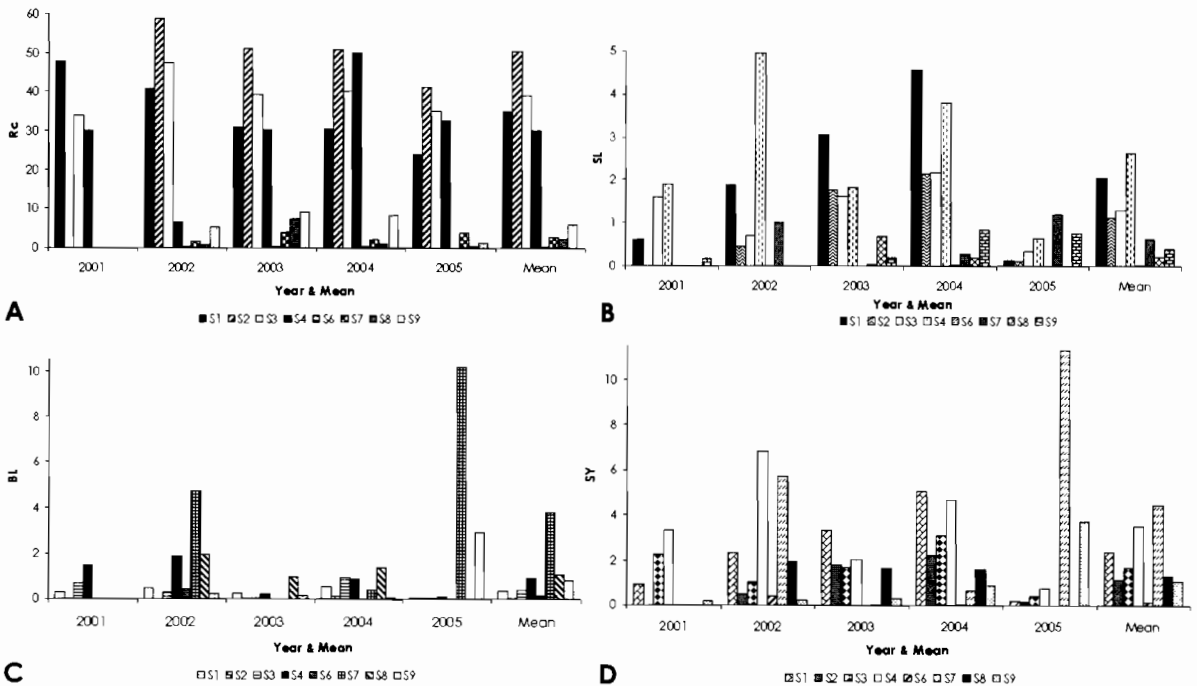 60
50
40
30
20
10
0
Rc
2001 2002 2003 2004 2005 Mean
Year & Mean
A
S1 S2 S3 S4 S6 S7 S8 S9
5
4
3
2
1
0
SL
2001 2002 2003 2004 2005 Mean
Year & Mean
B
S1 S2 S3 S4 S6 S7 S8 S9
10
8
6
4
2
0
BL
2001 2002 2003 2004 2005 Mean
Year & Mean
C
S1 S2 S3 S4 S6 S7 S8 S9
10
8
6
4
2
0
SY
2001 2002 2003 2004 2005 Mean
Year & Mean
D
S1 S2 S3 S4 S6 S7 S8 S9